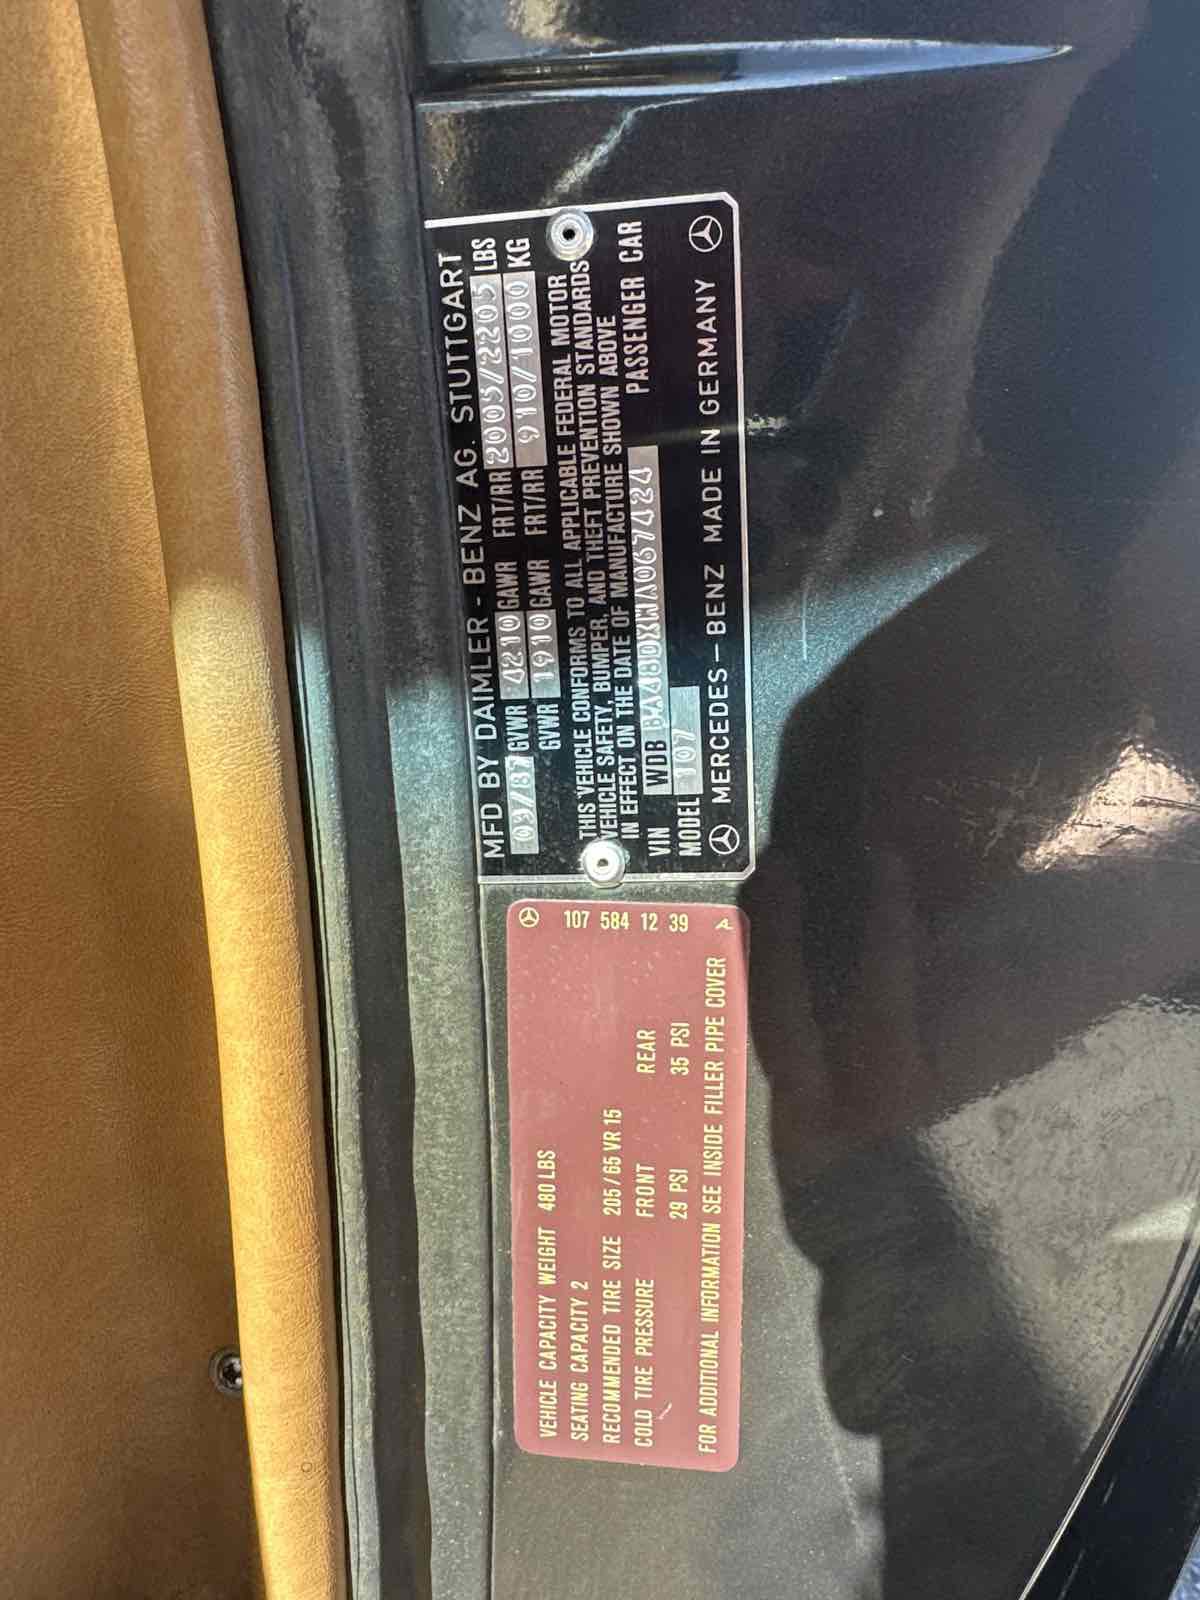 MFD BY DAIMLER - BENZ AG. STUTTGART
03/87 GVWR 4210 GAWR FRT/RR 2005/2205 LBS
GVWR 1910 GAWR FRT/RR 910/1000 KG
THIS VEHICLE CONFORMS TO ALL APPLICABLE FEDERAL MOTOR
VEHICLE SAFETY, BUMPER, AND THEFT PREVENTION STANDARDS
IN EFFECT ON THE DATE OF MANUFACTURE SHOWN ABOVE
VIN WDB PASSENGER CAR
MODEL 107
MERCEDES - BENZ MADE IN GERMANY
107 584 12 39
VEHICLE CAPACITY WEIGHT 480 LBS
SEATING CAPACITY 2
RECOMMENDED TIRE SIZE 205/65 VR 15
COLD TIRE PRESSURE FRONT REAR
29 PSI 35 PSI
FOR ADDITIONAL INFORMATION SEE INSIDE FILLER PIPE COVER